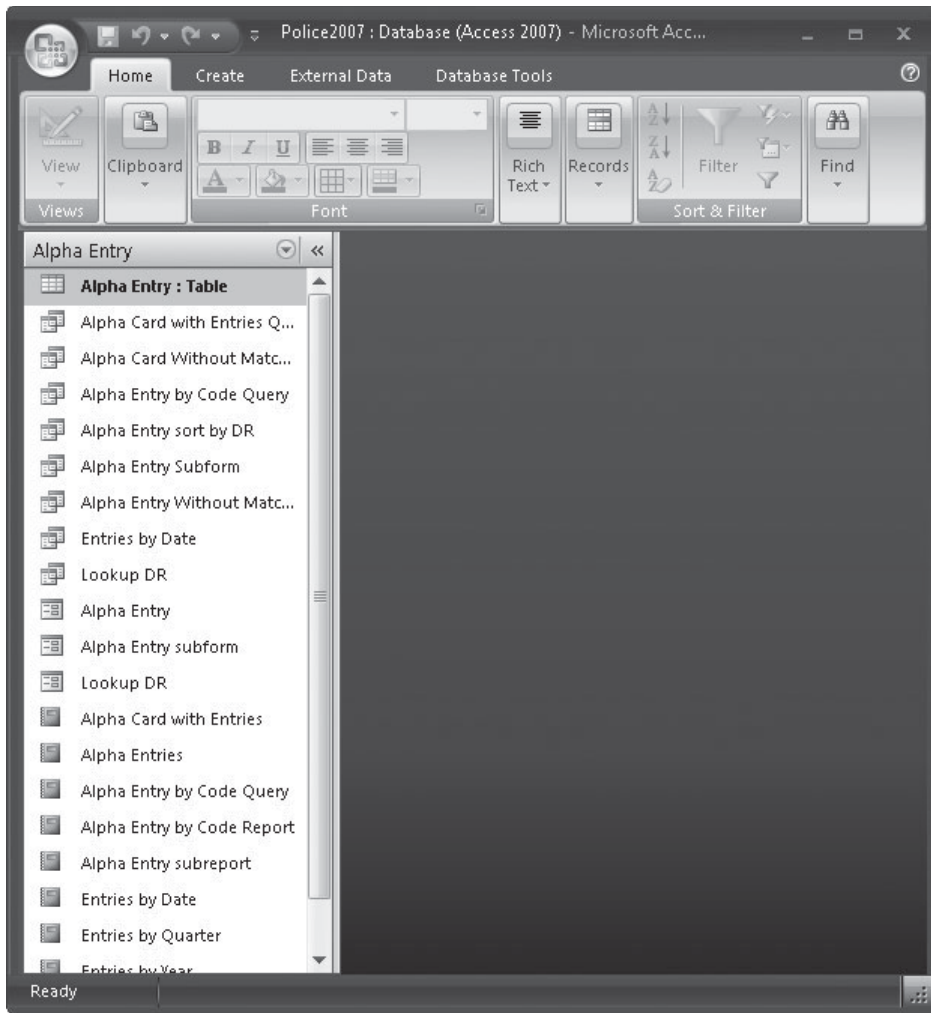 Police2007 : Database (Access 2007) - Microsoft Acc...
Home Create External Data Database Tools
View
Clipboard
B I U
A
Rich Text
Records
A Z
Z A
A Z
Filter
Find
Views Font Sort & Filter
Alpha Entry
Alpha Entry : Table
Alpha Card with Entries Q...
Alpha Card Without Matc...
Alpha Entry by Code Query
Alpha Entry sort by DR
Alpha Entry Subform
Alpha Entry Without Matc...
Entries by Date
Lookup DR
Alpha Entry
Alpha Entry subform
Lookup DR
Alpha Card with Entries
Alpha Entries
Alpha Entry by Code Query
Alpha Entry by Code Report
Alpha Entry subreport
Entries by Date
Entries by Quarter
Entries by Year
Ready